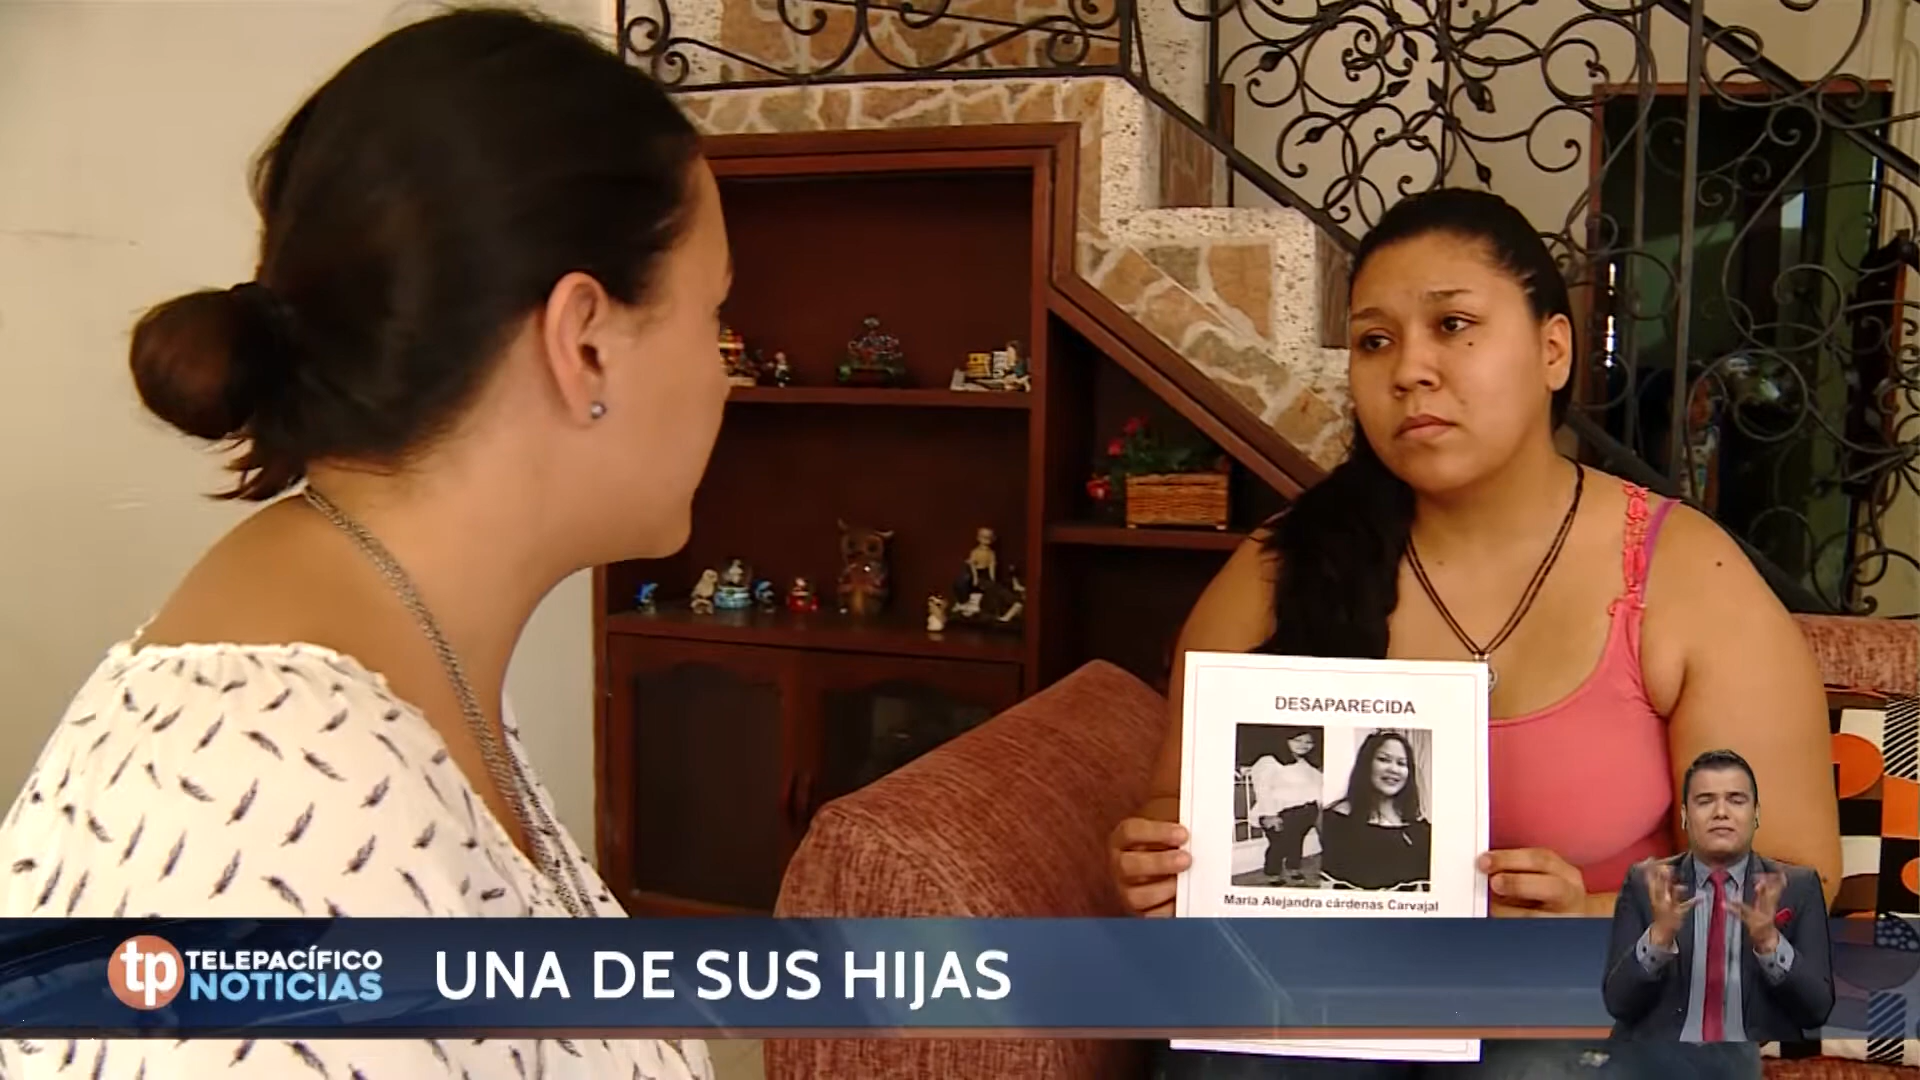 DESAPARECIDA
María Alejandra cárdenas Carvajal
tp TELEPACÍFICO
NOTICIAS
UNA DE SUS HIJAS